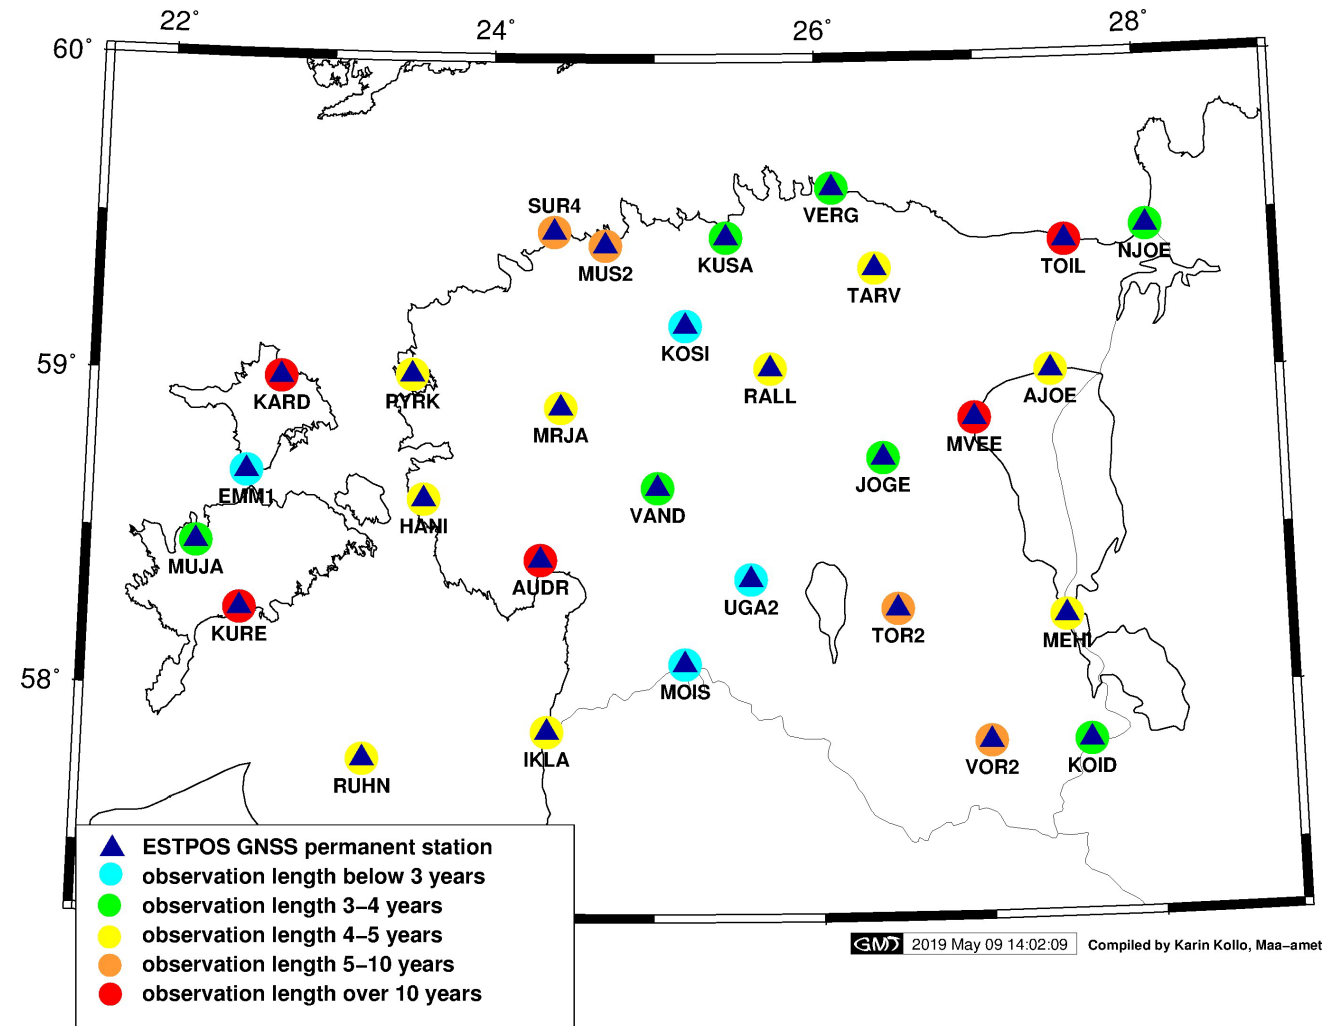 22°
24°
26°
28°
60°
59°
58°
SUR4
MUS2
KUSA
VERG
TARV
TOIL
NJOE
KOSI
KARD
PYRK
MRJA
RALL
AJOE
MVEE
JOGE
EMM1
HANI
VAND
MUJA
AUDR
UGA2
KURE
TOR2
MEHI
MOIS
IKLA
RUHN
VOR2
KOID
ESTPOS GNSS permanent station
observation length below 3 years
observation length 3−4 years
observation length 4−5 years
observation length 5−10 years
observation length over 10 years
GMT 2019 May 09 14:02:09 Compiled by Karin Kollo, Maa−amet